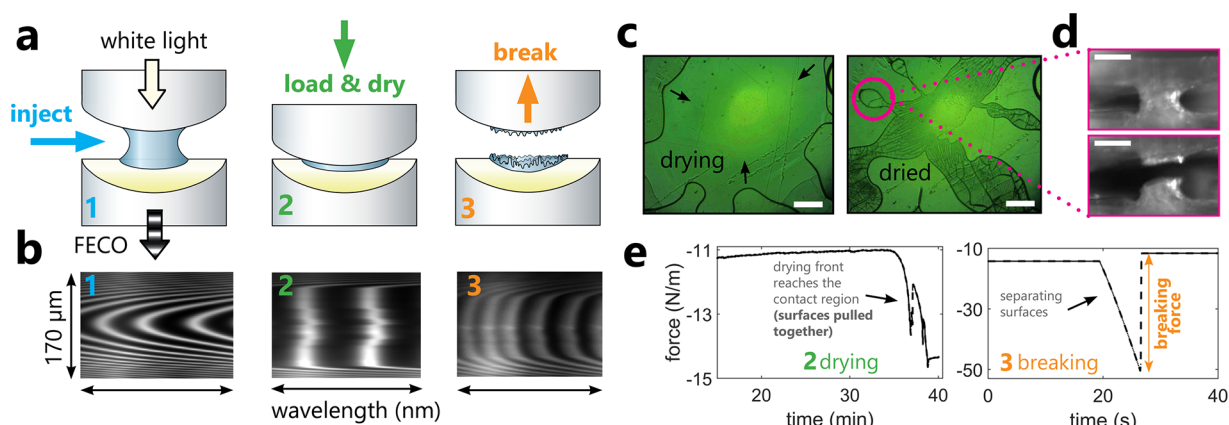 a
white light
inject
1
FECO
load & dry
2
break
3
b
170 µm
1
2
3
wavelength (nm)
c
drying
dried
d
e
force (N/m)
-11
-13
-15
20
30
40
time (min)
drying front
reaches the
contact region
(surfaces pulled
together)
2 drying
-10
-30
-50
0
20
40
time (s)
separating
surfaces
breaking
force
3 breaking